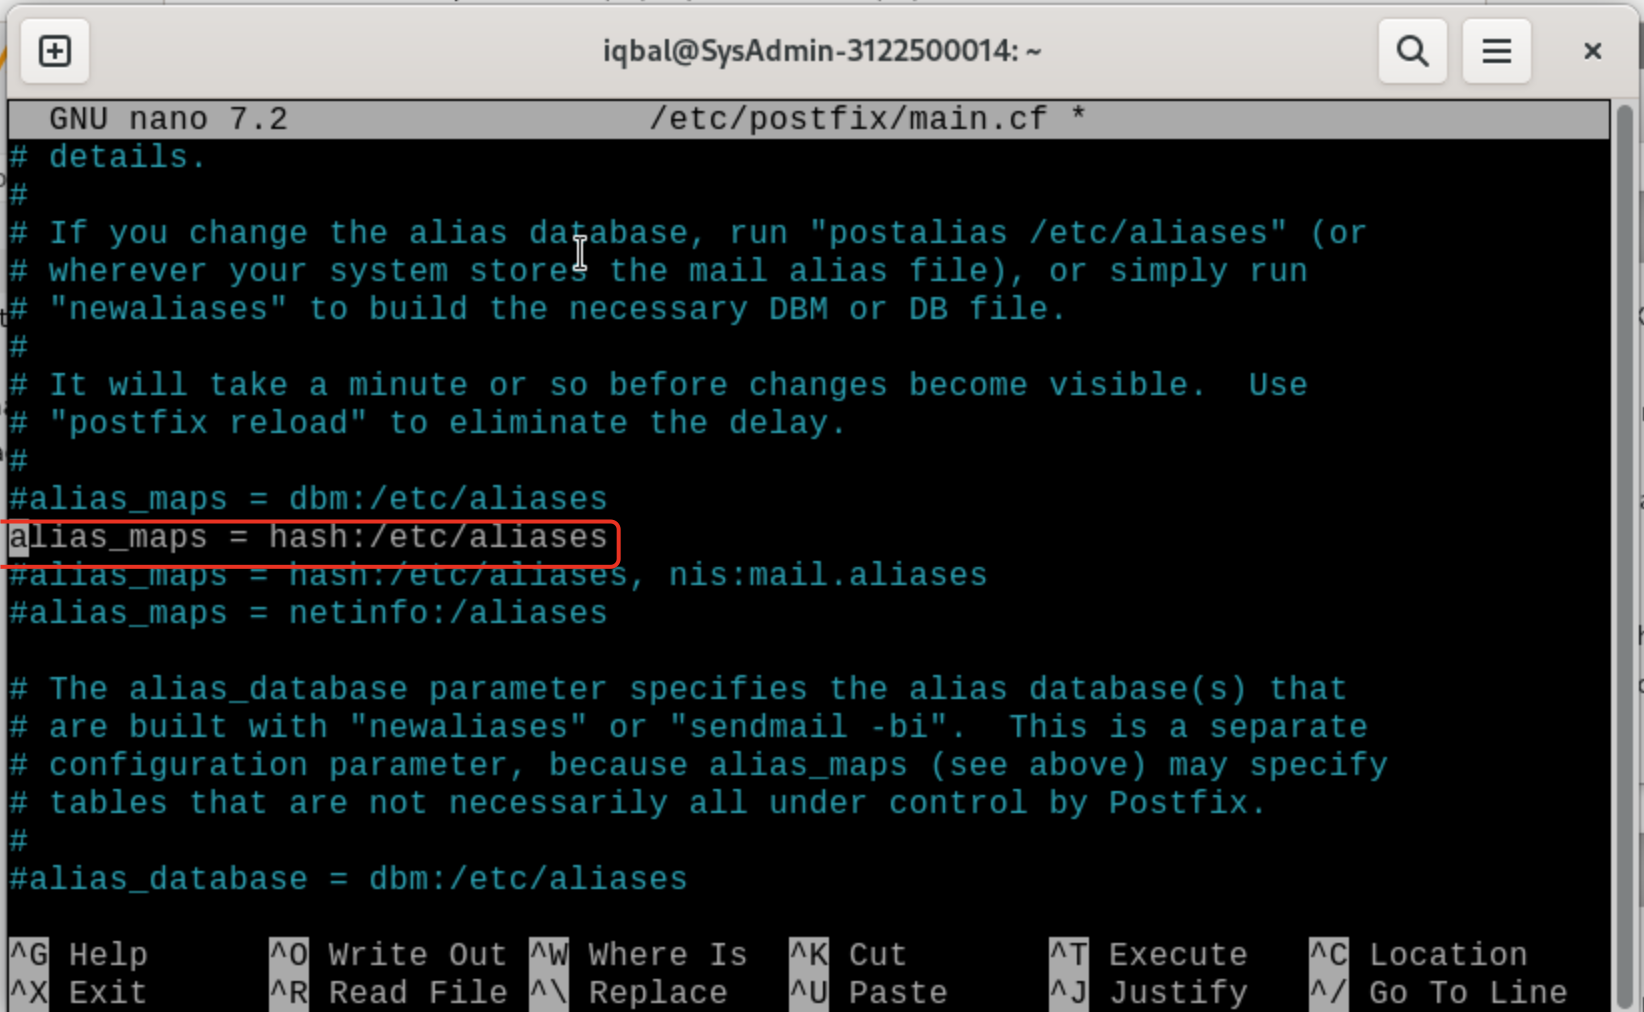 iqbal@SysAdmin-3122500014: ~
GNU nano 7.2 /etc/postfix/main.cf *
# details.
#
# If you change the alias database, run "postalias /etc/aliases" (or
# wherever your system stores the mail alias file), or simply run
# "newaliases" to build the necessary DBM or DB file.
#
# It will take a minute or so before changes become visible.  Use
# "postfix reload" to eliminate the delay.
#
#alias_maps = dbm:/etc/aliases
alias_maps = hash:/etc/aliases
#alias_maps = hash:/etc/aliases, nis:mail.aliases
#alias_maps = netinfo:/aliases
# The alias_database parameter specifies the alias database(s) that
# are built with "newaliases" or "sendmail -bi".  This is a separate
# configuration parameter, because alias_maps (see above) may specify
# tables that are not necessarily all under control by Postfix.
#
#alias_database = dbm:/etc/aliases
^G Help ^O Write Out ^W Where Is ^K Cut ^T Execute ^C Location
^X Exit ^R Read File ^\ Replace ^U Paste ^J Justify ^/ Go To Line